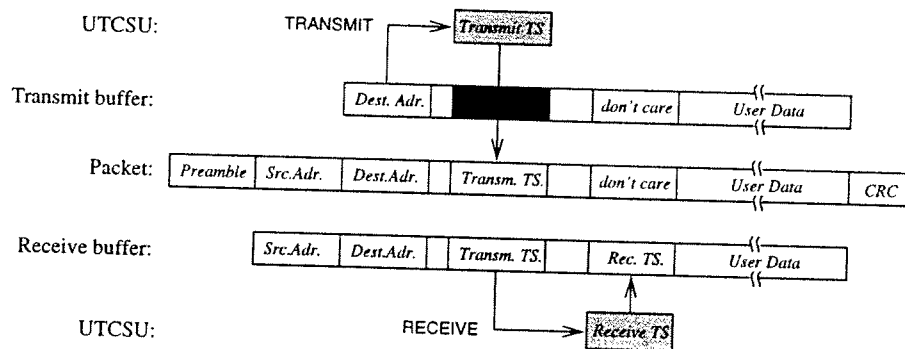 UTCSU: TRANSMIT Transmit TS
Transmit buffer: Dest. Adr. don't care User Data
Packet: Preamble Src.Adr. Dest.Adr. Transm. TS. don't care User Data CRC
Receive buffer: Src.Adr. Dest.Adr. Transm. TS. Rec. TS. User Data
UTCSU: RECEIVE Receive TS